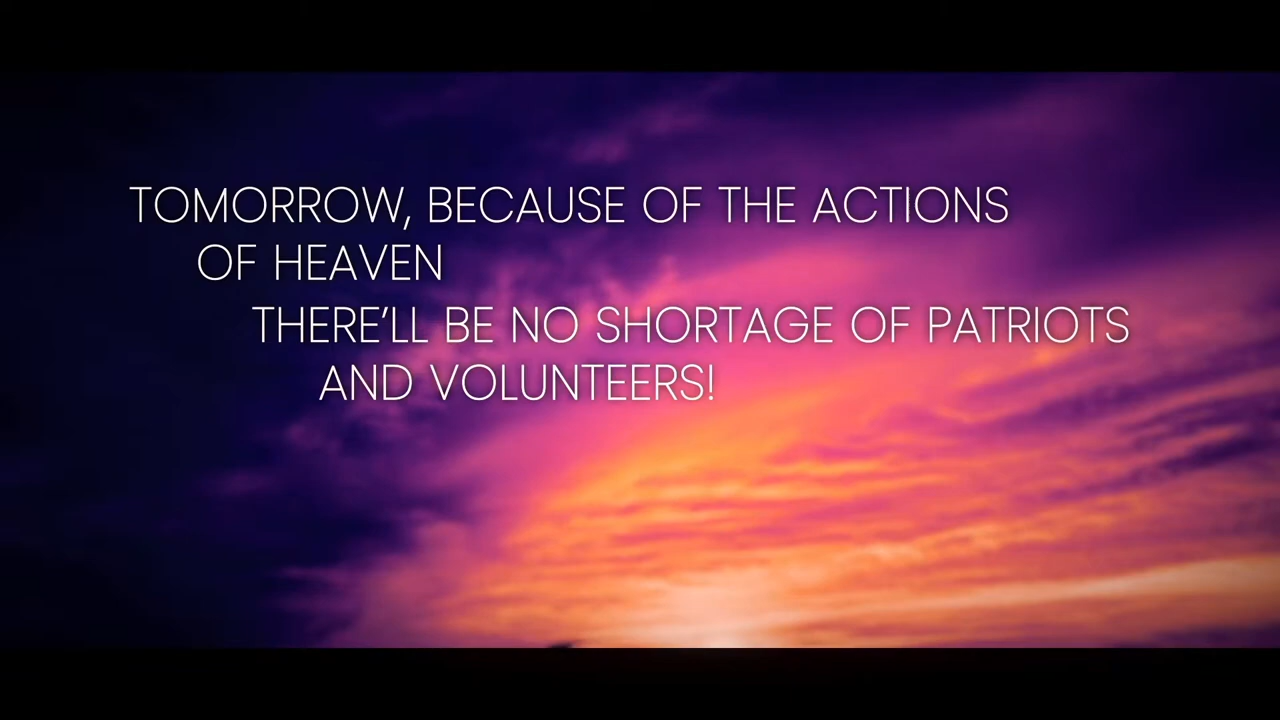 TOMORROW, BECAUSE OF THE ACTIONS
OF HEAVEN
THERE’LL BE NO SHORTAGE OF PATRIOTS
AND VOLUNTEERS!